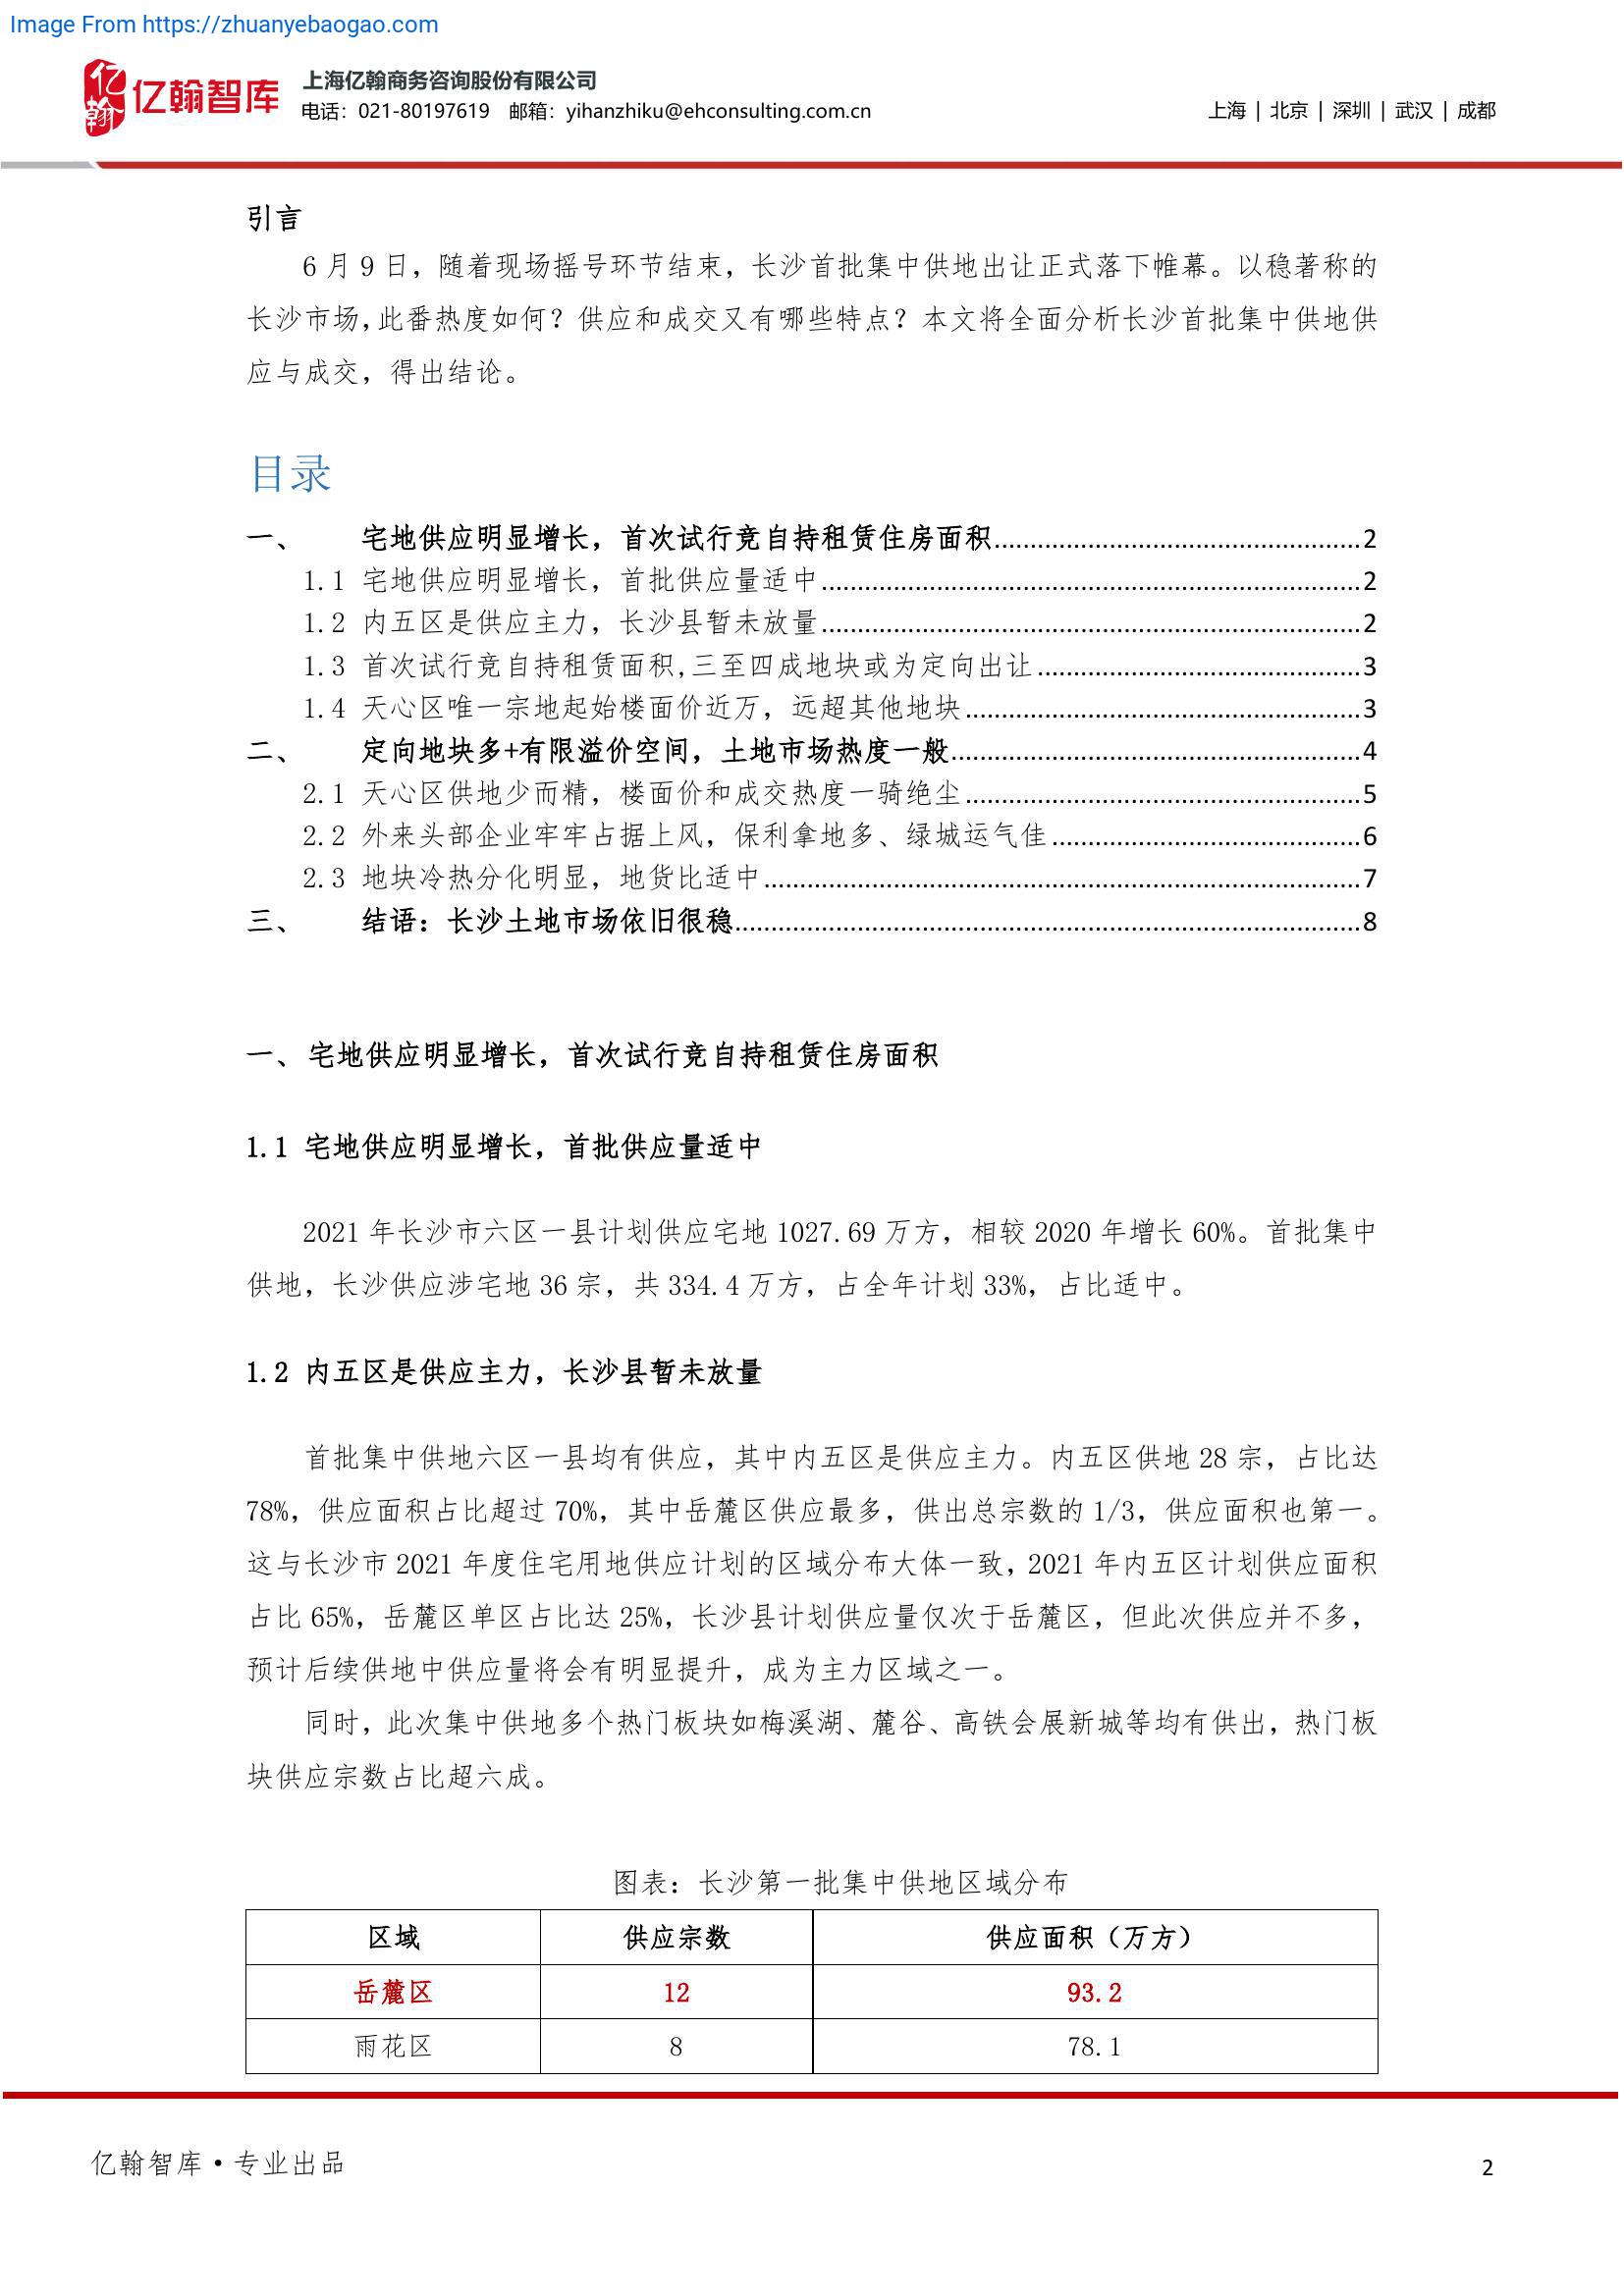 Image From https://zhuanyebaogao.com
亿翰
亿翰智库
上海亿翰商务咨询股份有限公司
电话：021-80197619 邮箱：yihanzhiku@ehconsulting.com.cn
上海 | 北京 | 深圳 | 武汉 | 成都
引言
6 月 9 日，随着现场摇号环节结束，长沙首批集中供地出让正式落下帷幕。以稳著称的
长沙市场，此番热度如何？供应和成交又有哪些特点？本文将全面分析长沙首批集中供地供
应与成交，得出结论。
目录
一、 宅地供应明显增长，首次试行竞自持租赁住房面积...................................................2
1.1 宅地供应明显增长，首批供应量适中...........................................................................2
1.2 内五区是供应主力，长沙县暂未放量...........................................................................2
1.3 首次试行竞自持租赁面积,三至四成地块或为定向出让.............................................3
1.4 天心区唯一宗地起始楼面价近万，远超其他地块.......................................................3
二、 定向地块多+有限溢价空间，土地市场热度一般.........................................................4
2.1 天心区供地少而精，楼面价和成交热度一骑绝尘.......................................................5
2.2 外来头部企业牢牢占据上风，保利拿地多、绿城运气佳...........................................6
2.3 地块冷热分化明显，地货比适中...................................................................................7
三、 结语：长沙土地市场依旧很稳.......................................................................................8
一、宅地供应明显增长，首次试行竞自持租赁住房面积
1.1 宅地供应明显增长，首批供应量适中
2021 年长沙市六区一县计划供应宅地 1027.69 万方，相较 2020 年增长 60%。首批集中
供地，长沙供应涉宅地 36 宗，共 334.4 万方，占全年计划 33%，占比适中。
1.2 内五区是供应主力，长沙县暂未放量
首批集中供地六区一县均有供应，其中内五区是供应主力。内五区供地 28 宗，占比达
78%，供应面积占比超过 70%，其中岳麓区供应最多，供出总宗数的 1/3，供应面积也第一。
这与长沙市 2021 年度住宅用地供应计划的区域分布大体一致，2021 年内五区计划供应面积
占比 65%，岳麓区单区占比达 25%，长沙县计划供应量仅次于岳麓区，但此次供应并不多，
预计后续供地中供应量将会有明显提升，成为主力区域之一。
同时，此次集中供地多个热门板块如梅溪湖、麓谷、高铁会展新城等均有供出，热门板
块供应宗数占比超六成。
图表：长沙第一批集中供地区域分布
区域 供应宗数 供应面积（万方）
岳麓区 12 93.2
雨花区 8 78.1
亿翰智库·专业出品
2